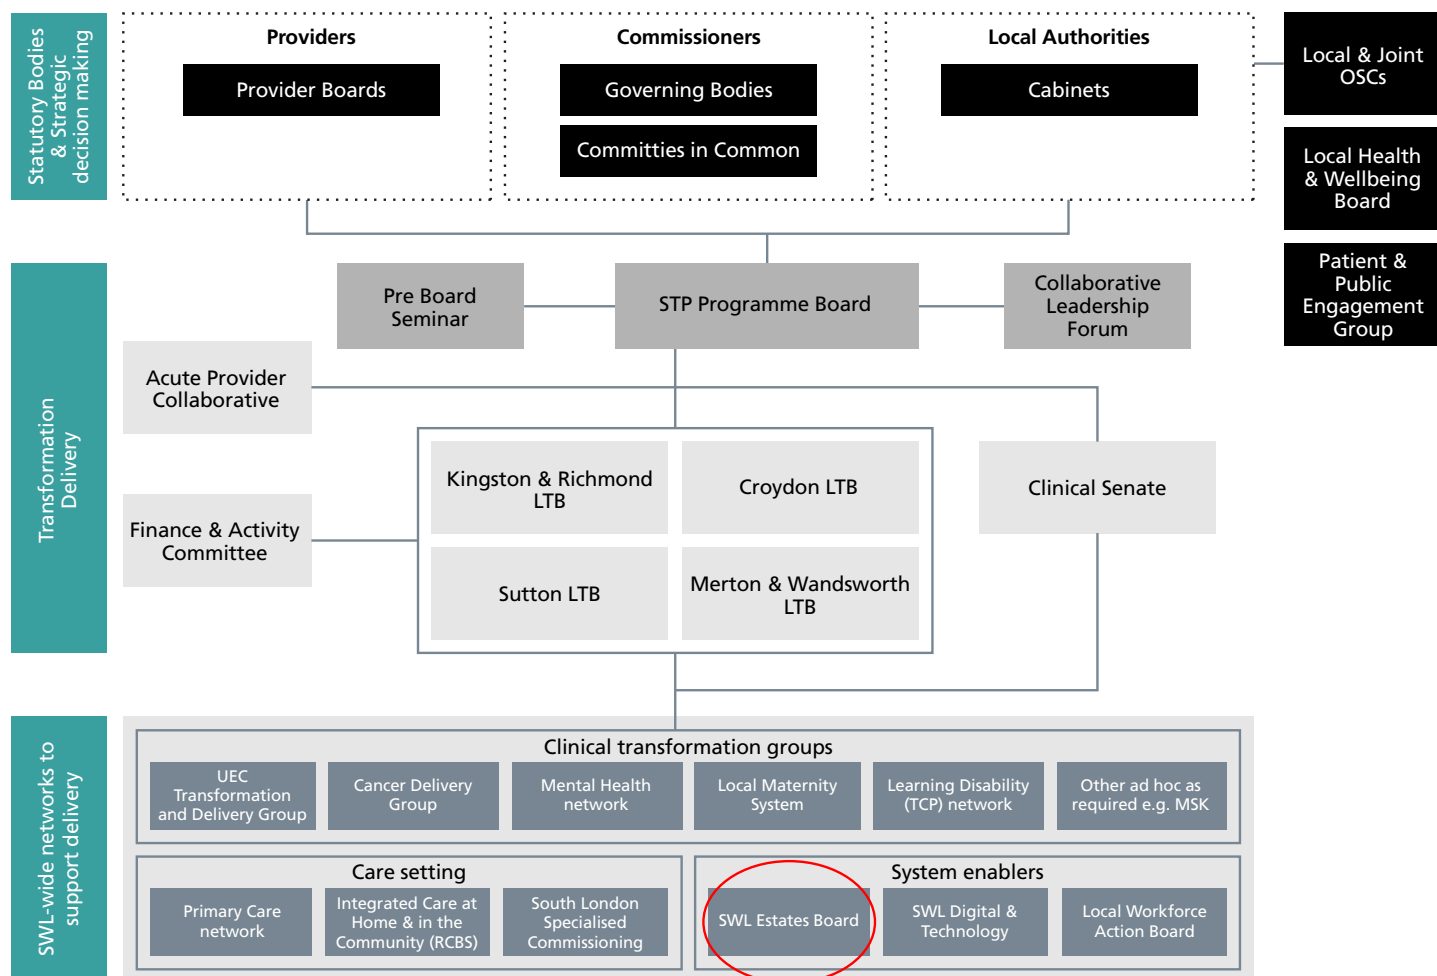 Statutory Bodies
& Strategic
decision making
Providers
Provider Boards
Commissioners
Governing Bodies
Committies in Common
Local Authorities
Cabinets
Local & Joint
OSCs
Local Health
& Wellbeing
Board
Patient &
Public
Engagement
Group
Transformation
Delivery
Pre Board
Seminar
STP Programme Board
Collaborative
Leadership
Forum
Acute Provider
Collaborative
Finance & Activity
Committee
Kingston & Richmond
LTB
Croydon LTB
Sutton LTB
Merton & Wandsworth
LTB
Clinical Senate
SWL-wide networks to
support delivery
Clinical transformation groups
UEC
Transformation
and Delivery Group
Cancer Delivery
Group
Mental Health
network
Local Maternity
System
Learning Disability
(TCP) network
Other ad hoc as
required e.g. MSK
Care setting
Primary Care
network
Integrated Care at
Home & in the
Community (RCBS)
South London
Specialised
Commissioning
System enablers
SWL Estates Board
SWL Digital &
Technology
Local Workforce
Action Board